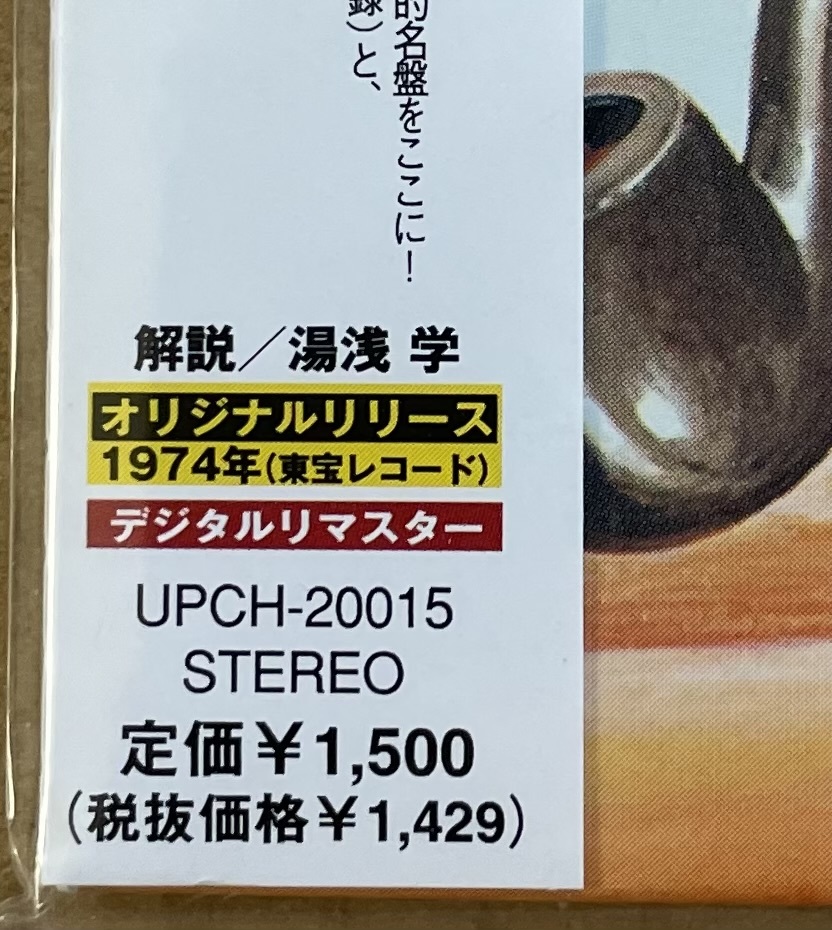 的名盤をここに!
録)と、
解説/湯浅 学
オリジナルリリース
1974年(東宝レコード)
デジタルリマスター
UPCH-20015
STEREO
定価¥1,500
(税抜価格¥1,429)